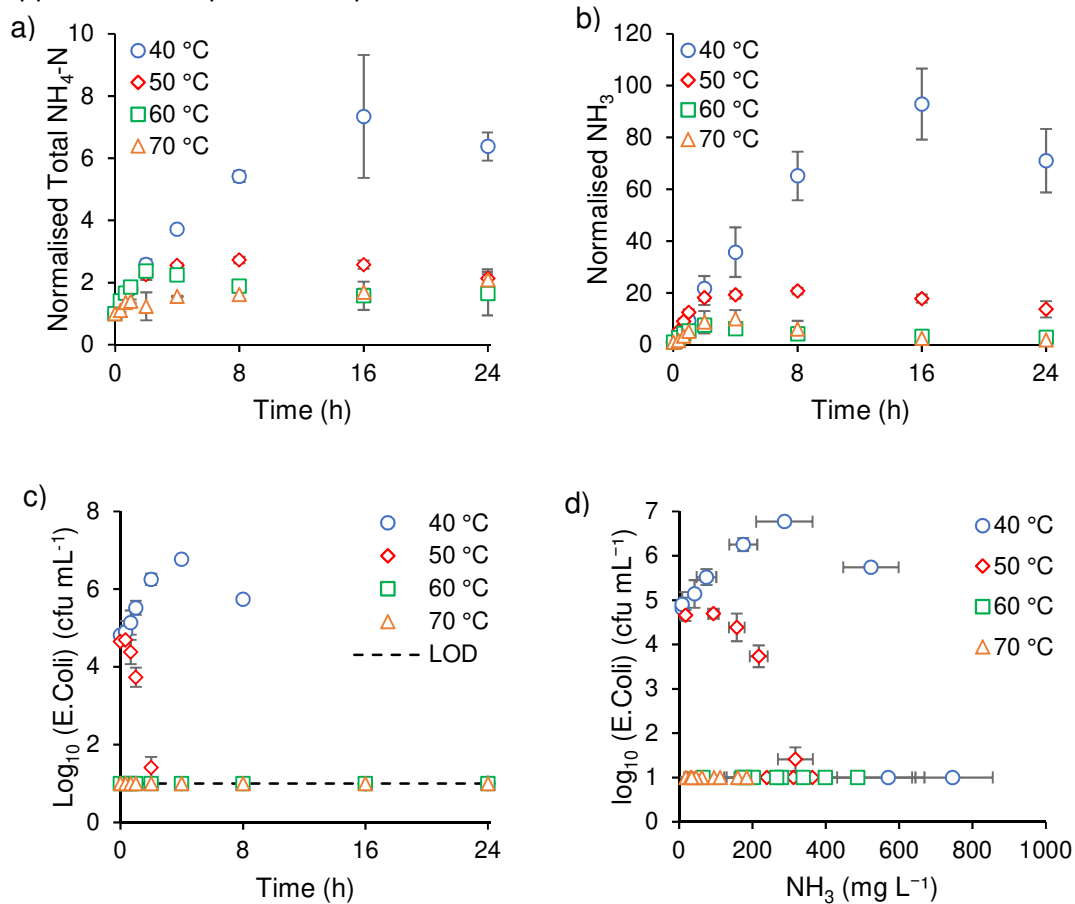 a)
Normalised Total NH₄-N
10
8
6
4
2
0
0 8 16 24
Time (h)
40 °C
50 °C
60 °C
70 °C
b)
Normalised NH₃
120
100
80
60
40
20
0
0 8 16 24
Time (h)
40 °C
50 °C
60 °C
70 °C
c)
Log₁₀ (E.Coli) (cfu mL⁻¹)
8
6
4
2
0
0 8 16 24
Time (h)
40 °C
50 °C
60 °C
70 °C
LOD
d)
log₁₀ (E.Coli) (cfu mL⁻¹)
7
6
5
4
3
2
1
0
0 200 400 600 800 1000
NH₃ (mg L⁻¹)
40 °C
50 °C
60 °C
70 °C